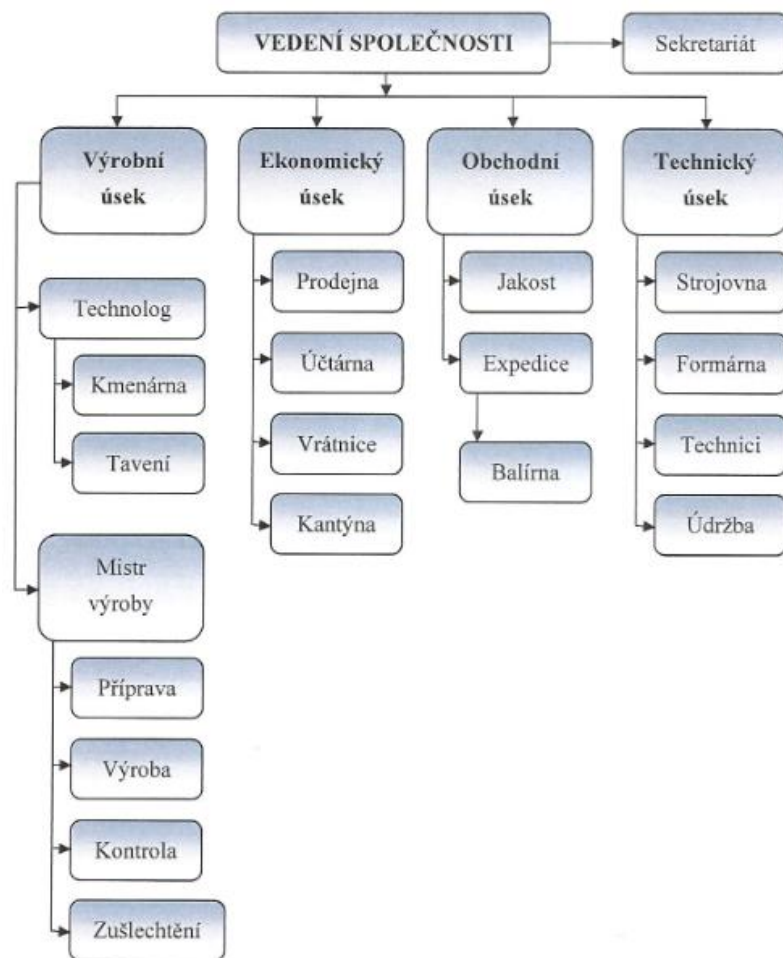 VEDENÍ SPOLEČNOSTI
Sekretariát
Výrobní
úsek
Ekonomický
úsek
Obchodní
úsek
Technický
úsek
Technolog
Kmenárna
Tavení
Mistr
výroby
Příprava
Výroba
Kontrola
Zušlechtění
Prodejna
Účtárna
Vrátnice
Kantýna
Jakost
Expedice
Balírna
Strojovna
Formárna
Technici
Údržba